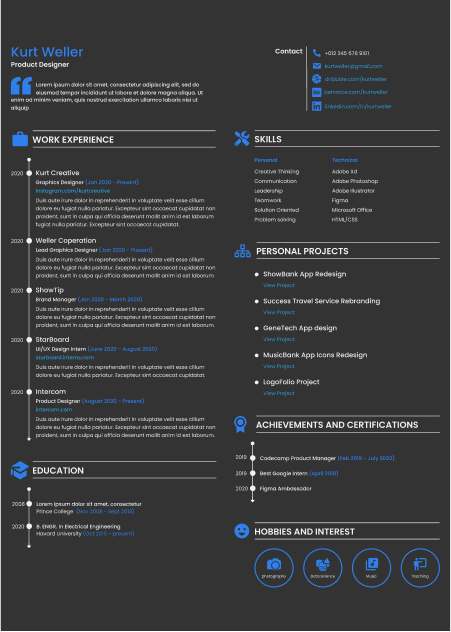 Kurt Weller
Product Designer
Lorem ipsum dolor sit amet, consectetur adipiscing elit, sed do
eiusmod tempor incididunt ut labore et dolore magna aliqua. Ut
enim ad minim veniam, quis nostrud exercitation ullamco laboris nisi ut
aliquip
Contact
+012 345 678 9101
kurtweller@gmail.com
dribbble.com/kurtweller
behance.com/kurtweller
linkedin.com/in/kurtweller
WORK EXPERIENCE
2020 Kurt Creative
Graphics Designer (Jan 2020 - Present)
instagram.com/kurtcreative
Duis aute irure dolor in reprehenderit in voluptate velit esse cillum
dolore eu fugiat nulla pariatur. Excepteur sint occaecat cupidatat non
proident, sunt in culpa qui officia deserunt mollit anim id est laborum.
fugiat nulla pariatur. Excepteur sint occaecat cupidatat.
2020 Weller Coperation
Lead Graphics Designer (Jan 2020 - Present)
Duis aute irure dolor in reprehenderit in voluptate velit esse cillum
dolore eu fugiat nulla pariatur. Excepteur sint occaecat cupidatat non
proident, sunt in culpa qui officia deserunt mollit anim id est laborum.
2020 ShowTip
Brand Manager (Jan 2020 - March 2020)
Duis aute irure dolor in reprehenderit in voluptate velit esse cillum
dolore eu fugiat nulla pariatur. Excepteur sint occaecat cupidatat non
proident, sunt in culpa qui officia deserunt mollit anim id est laborum.
2020 StarBoard
UI/UX Design Intern (June 2020 - August 2020)
starboard.interns.com
Duis aute irure dolor in reprehenderit in voluptate velit esse cillum
dolore eu fugiat nulla pariatur. Excepteur sint occaecat cupidatat.
2020 Intercom
Product Designer (August 2020 - Present)
intercom.com
Duis aute irure dolor in reprehenderit in voluptate velit esse cillum
dolore eu fugiat nulla pariatur. Excepteur sint occaecat cupidatat non
proident, sunt in culpa qui officia deserunt mollit anim id est laborum.
EDUCATION
2008 Lorem ipsum dolor sit amet, consectetur
Prince College (Nov 2008 - Sept 2013)
2020 B. ENGR. In Electrical Engineering
Havard University (Oct 2015 - present)
SKILLS
Personal Technical
Creative Thinking Adobe Xd
Communication Adobe Photoshop
Leadership Adobe Illustrator
Teamwork Figma
Solution Oriented Microsoft Office
Problem solving HTML/CSS
PERSONAL PROJECTS
ShowBank App Redesign
View Project
Success Travel Service Rebranding
View Project
GeneTech App design
View Project
MusicBank App Icons Redesign
View Project
LogoFolio Project
View Project
ACHIEVEMENTS AND CERTIFICATIONS
2019 Codecamp Product Manager (Feb 2019 - July 2020)
2019 Best Google Intern (April 2019)
2020 Figma Ambassador
HOBBIES AND INTEREST
Photography
Data Science
Music
Teaching